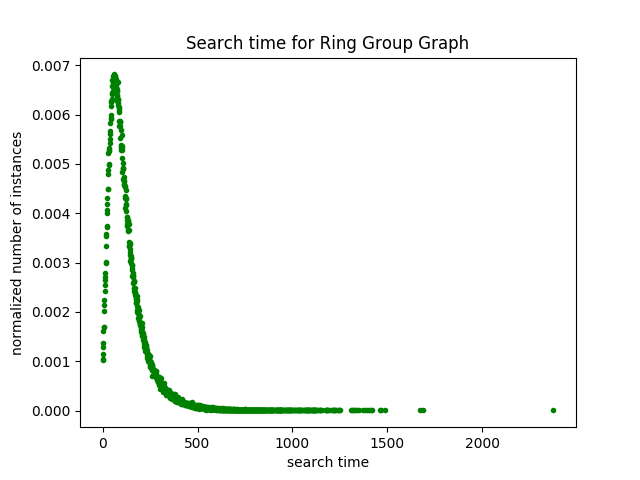 Search time for Ring Group Graph
normalized number of instances
0.007
0.006
0.005
0.004
0.003
0.002
0.001
0.000
0 500 1000 1500 2000
search time